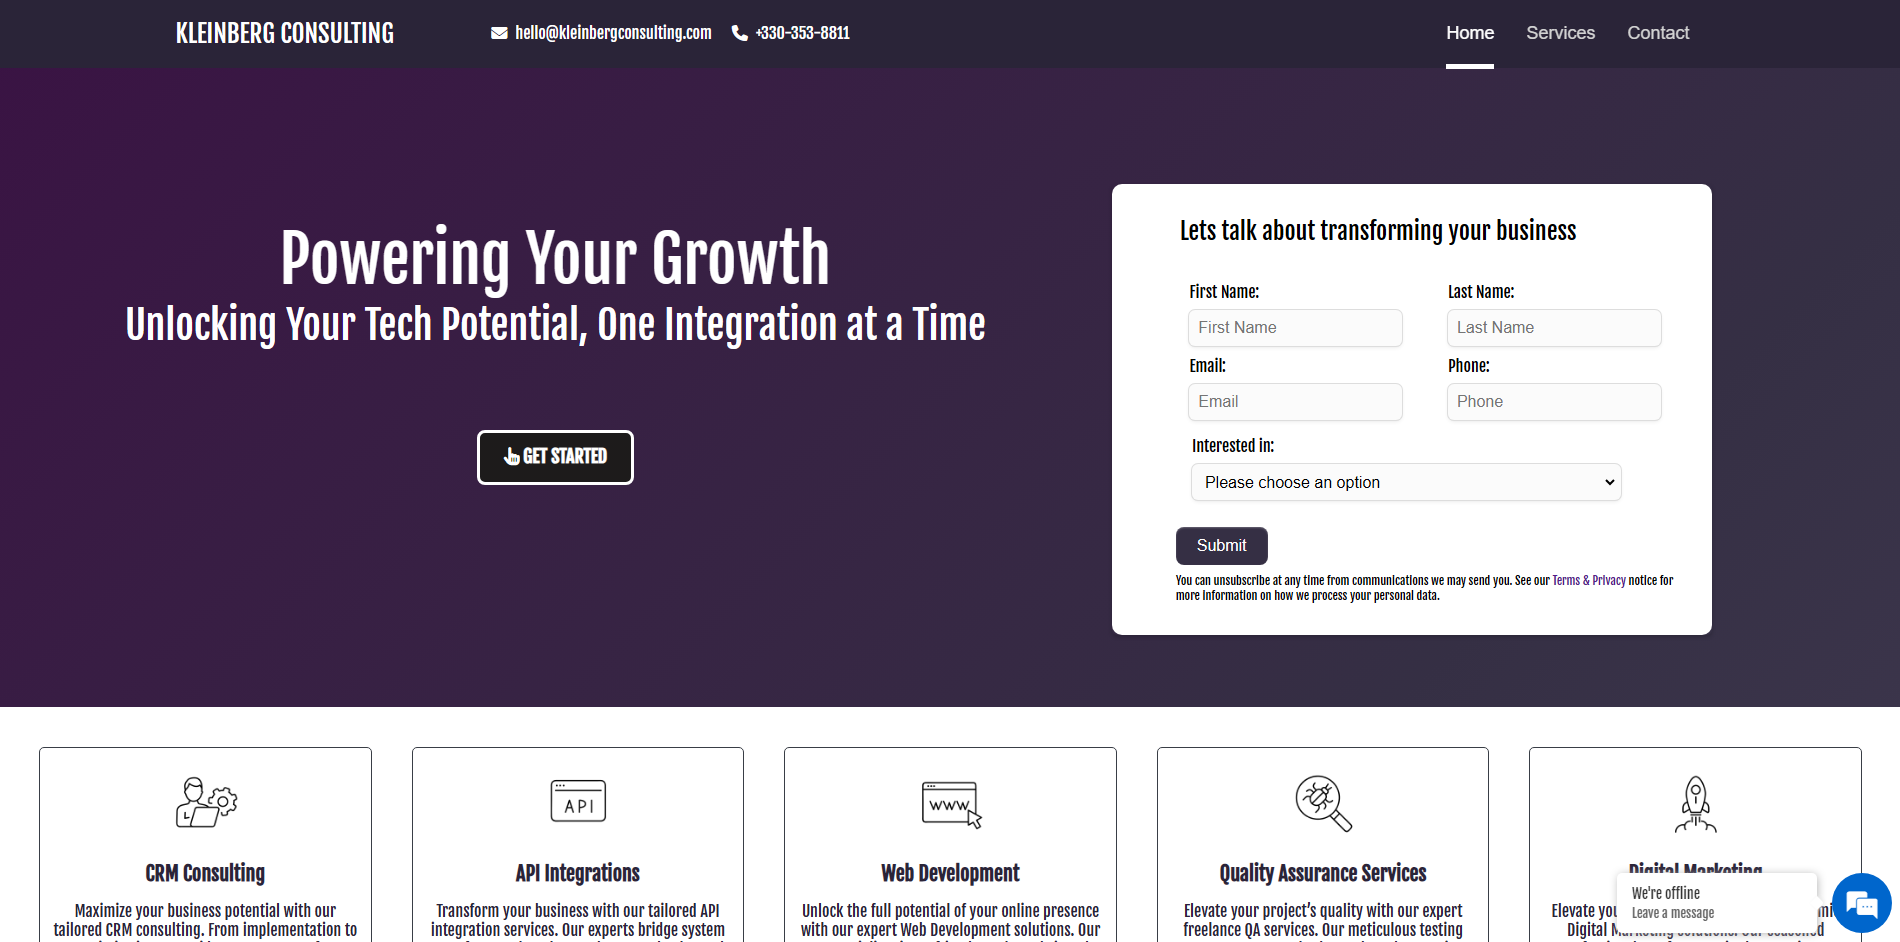 KLEINBERG CONSULTING
hello@kleinbergconsulting.com
+330-353-8811
Home
Services
Contact
Powering Your Growth
Unlocking Your Tech Potential, One Integration at a Time
GET STARTED
Lets talk about transforming your business
First Name:
Last Name:
First Name
Last Name
Email:
Phone:
Email
Phone
Interested in:
Please choose an option
Submit
You can unsubscribe at any time from communications we may send you. See our Terms & Privacy notice for
more information on how we process your personal data.
API
WWW
CRM Consulting
Maximize your business potential with our
tailored CRM consulting. From implementation to
API Integrations
Transform your business with our tailored API
integration services. Our experts bridge system
Web Development
Unlock the full potential of your online presence
with our expert Web Development solutions. Our
Quality Assurance Services
Elevate your project's quality with our expert
freelance QA services. Our meticulous testing
Digital Marketing
Elevate
Digital Marketing solutions. Our seasoned
We're offline
Leave a message